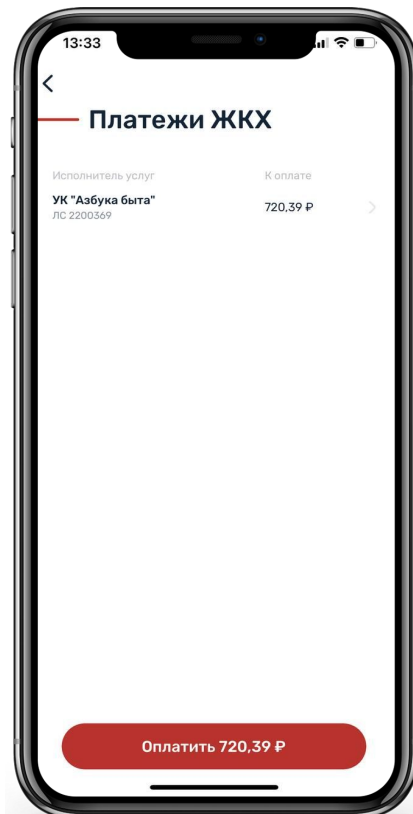 13:33
Платежи ЖКХ
Исполнитель услуг К оплате
УК "Азбука быта" 720,39 ₽
ЛС 2200369
Оплатить 720,39 ₽